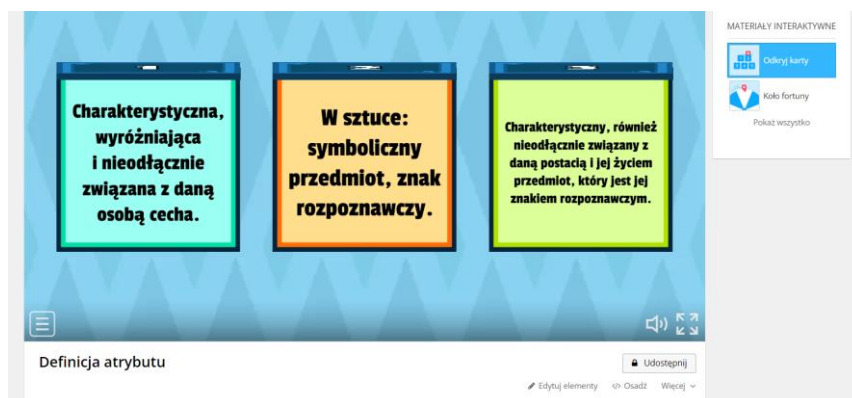 MATERIAŁY INTERAKTYWNE
Odkryj karty
Koło fortuny
Pokaż wszystko
Charakterystyczna,
wyróżniająca
i nieodłącznie
związana z daną
osobą cecha.
W sztuce:
symboliczny
przedmiot, znak
rozpoznawczy.
Charakterystyczny, również
nieodłącznie związany z
daną postacią i jej życiem
przedmiot, który jest jej
znakiem rozpoznawczym.
Definicja atrybutu
Udostępnij
Edytuj elementy
Osadź
Więcej